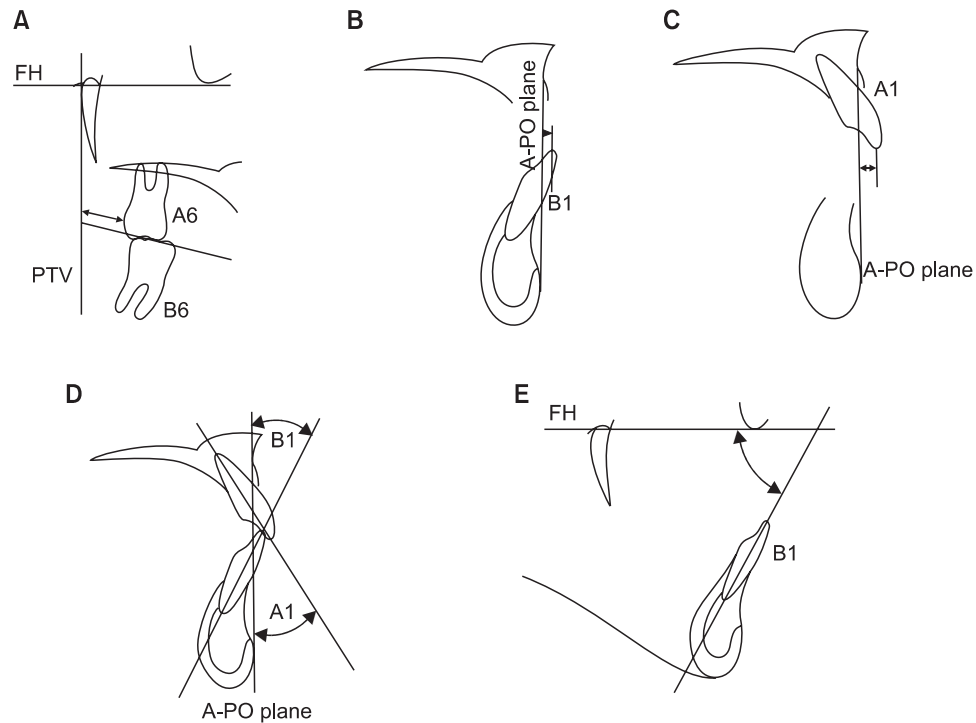 A
FH
A6
PTV
B6
B
A-PO plane
B1
C
A1
A-PO plane
D
B1
A1
A-PO plane
E
FH
B1